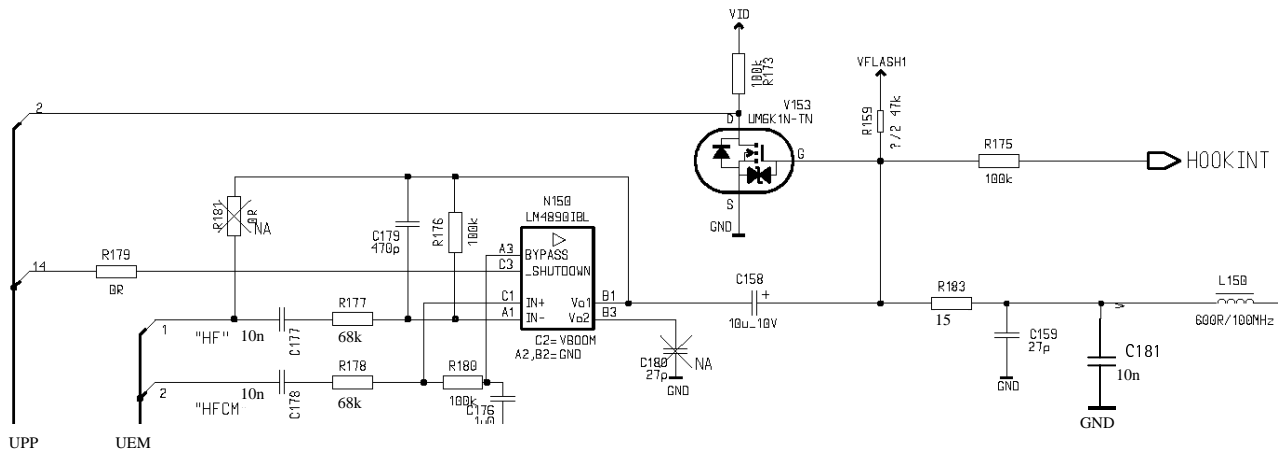 VID
180k
R173
VFLASH1
2
V153
UM6K1N-TN
D
G
S
GND
R159
?/2 47k
R175
100k
HOOKINT
R181
0R
NA
C179
470p
R176
100k
N150
LM4890IBL
A3
BYPASS
C3
_SHUTDOWN
C1
IN+
A1
IN-
Vo1
B1
Vo2
B3
C2=VBOOM
A2,B2=GND
14
R179
0R
1
"HF"
10n
C177
R177
68k
2
"HFCM
10n
C178
R178
68k
R180
100k
C176
C180
27p
NA
GND
C158
+
10u_10V
R183
15
C159
27p
GND
C181
10n
GND
L150
600R/100MHz
UPP
UEM